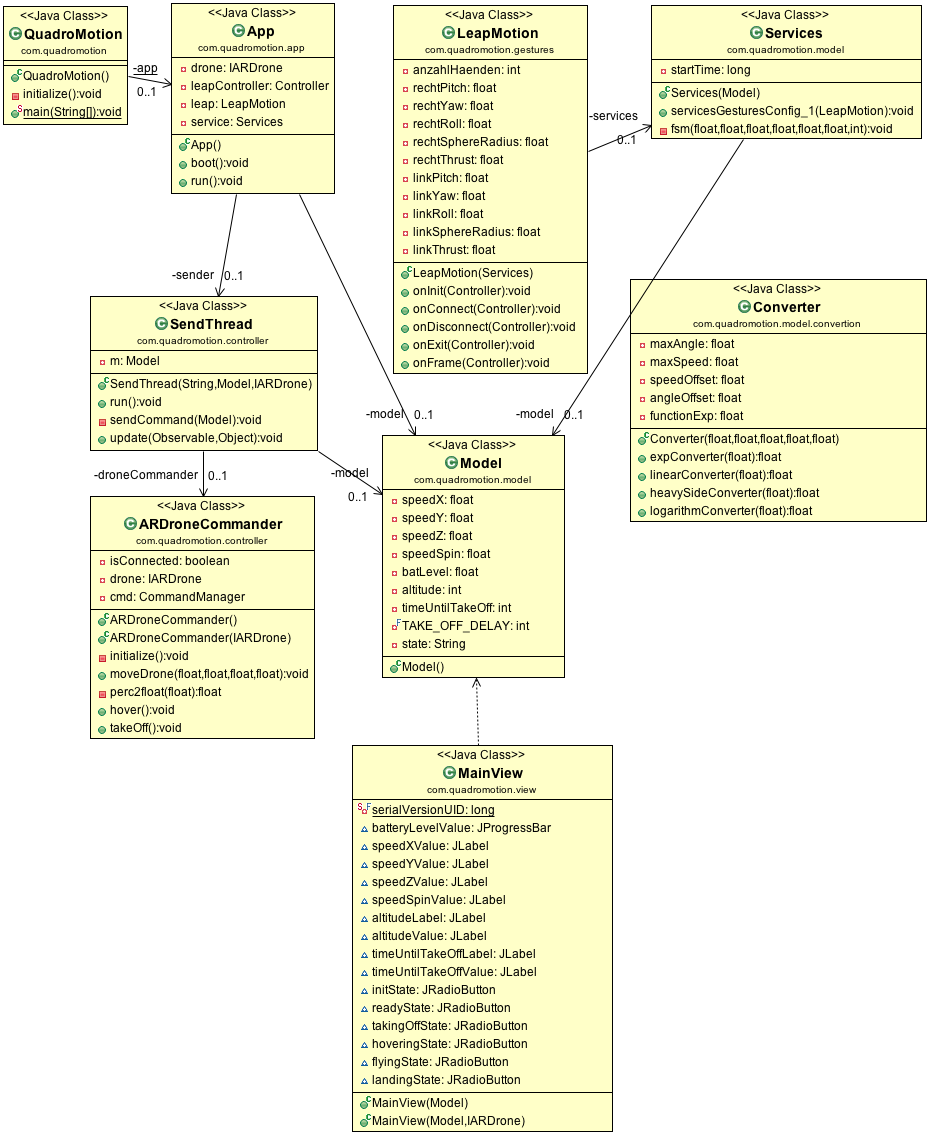 <<Java Class>>
QuadroMotion
com.quadromotion
QuadroMotion()
initialize():void
main(String[]):void
-app
0..1
<<Java Class>>
App
com.quadromotion.app
drone: IARDrone
leapController: Controller
leap: LeapMotion
service: Services
App()
boot():void
run():void
<<Java Class>>
LeapMotion
com.quadromotion.gestures
anzahlHaenden: int
rechtPitch: float
rechtYaw: float
rechtRoll: float
rechtSphereRadius: float
rechtThrust: float
linkPitch: float
linkYaw: float
linkRoll: float
linkSphereRadius: float
linkThrust: float
LeapMotion(Services)
onInit(Controller):void
onConnect(Controller):void
onDisconnect(Controller):void
onExit(Controller):void
onFrame(Controller):void
-services
0..1
<<Java Class>>
Services
com.quadromotion.model
startTime: long
Services(Model)
servicesGesturesConfig_1(LeapMotion):void
fsm(float,float,float,float,float,float,int):void
-sender
0..1
<<Java Class>>
SendThread
com.quadromotion.controller
m: Model
SendThread(String,Model,IARDrone)
run():void
sendCommand(Model):void
update(Observable,Object):void
<<Java Class>>
Converter
com.quadromotion.model.convertion
maxAngle: float
maxSpeed: float
speedOffset: float
angleOffset: float
functionExp: float
Converter(float,float,float,float,float)
expConverter(float):float
linearConverter(float):float
heavySideConverter(float):float
logarithmConverter(float):float
-model
0..1
-model
0..1
-droneCommander
0..1
-model
0..1
<<Java Class>>
ARDroneCommander
com.quadromotion.controller
isConnected: boolean
drone: IARDrone
cmd: CommandManager
ARDroneCommander()
ARDroneCommander(IARDrone)
initialize():void
moveDrone(float,float,float,float):void
perc2float(float):float
hover():void
takeOff():void
<<Java Class>>
Model
com.quadromotion.model
speedX: float
speedY: float
speedZ: float
speedSpin: float
batLevel: float
altitude: int
timeUntilTakeOff: int
TAKE_OFF_DELAY: int
state: String
Model()
<<Java Class>>
MainView
com.quadromotion.view
serialVersionUID: long
batteryLevelValue: JProgressBar
speedXValue: JLabel
speedYValue: JLabel
speedZValue: JLabel
speedSpinValue: JLabel
altitudeLabel: JLabel
altitudeValue: JLabel
timeUntilTakeOffLabel: JLabel
timeUntilTakeOffValue: JLabel
initState: JRadioButton
readyState: JRadioButton
takingOffState: JRadioButton
hoveringState: JRadioButton
flyingState: JRadioButton
landingState: JRadioButton
MainView(Model)
MainView(Model,IARDrone)